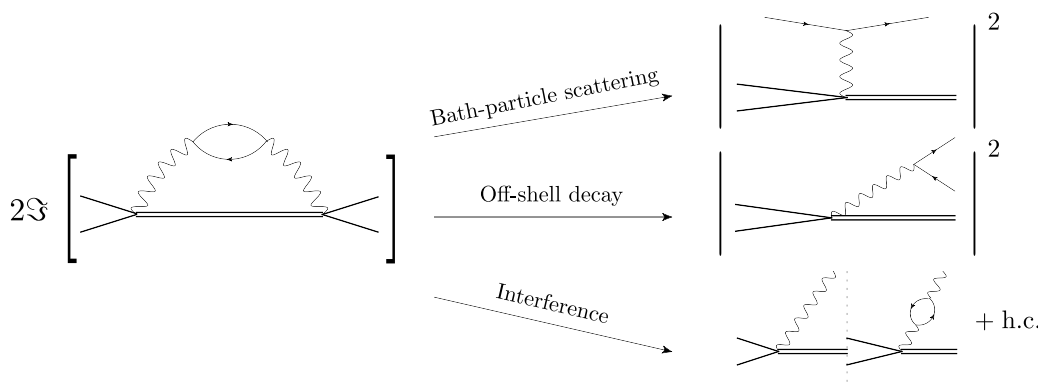 2ℑ
Bath-particle scattering
2
Off-shell decay
2
Interference
+ h.c.